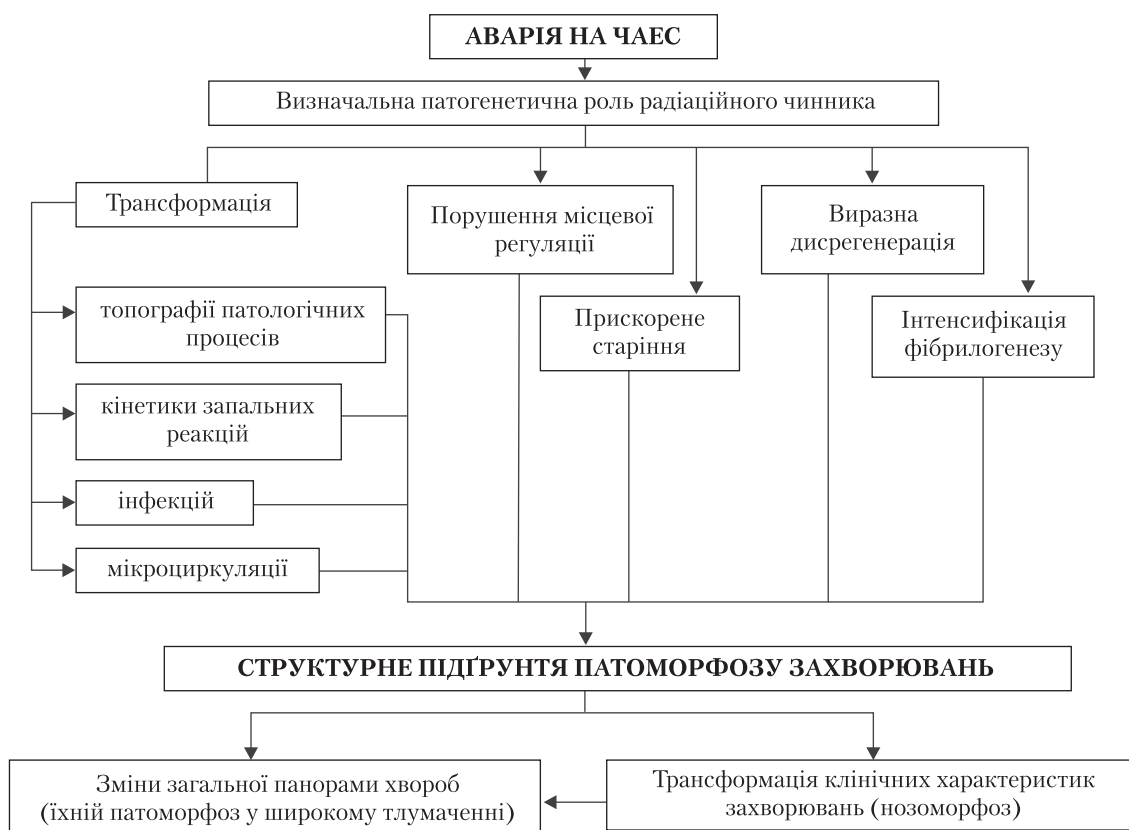 АВАРІЯ НА ЧАЕС
Визначальна патогенетична роль радіаційного чинника
Трансформація
Порушення місцевої
регуляції
Виразна
дисрегенерація
топографії патологічних
процесів
Прискорене
старіння
Інтенсифікація
фібрилогенезу
кінетики запальних
реакцій
інфекцій
мікроциркуляції
СТРУКТУРНЕ ПІДҐРУНТЯ ПАТОМОРФОЗУ ЗАХВОРЮВАНЬ
Зміни загальної панорами хвороб
(їхній патоморфоз у широкому тлумаченні)
Трансформація клінічних характеристик
захворювань (нозоморфоз)